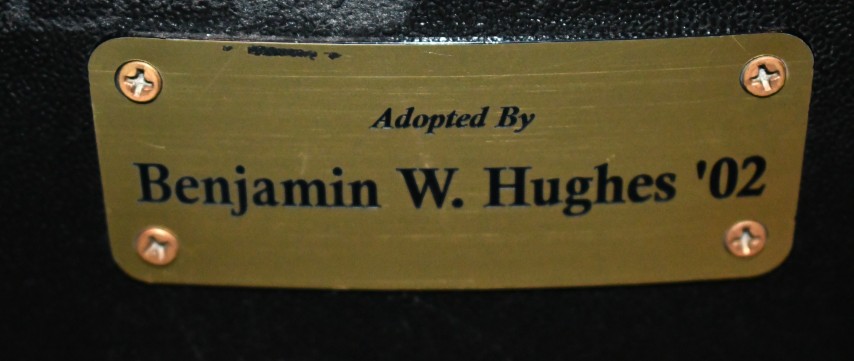 Adopted By
Benjamin W. Hughes '02